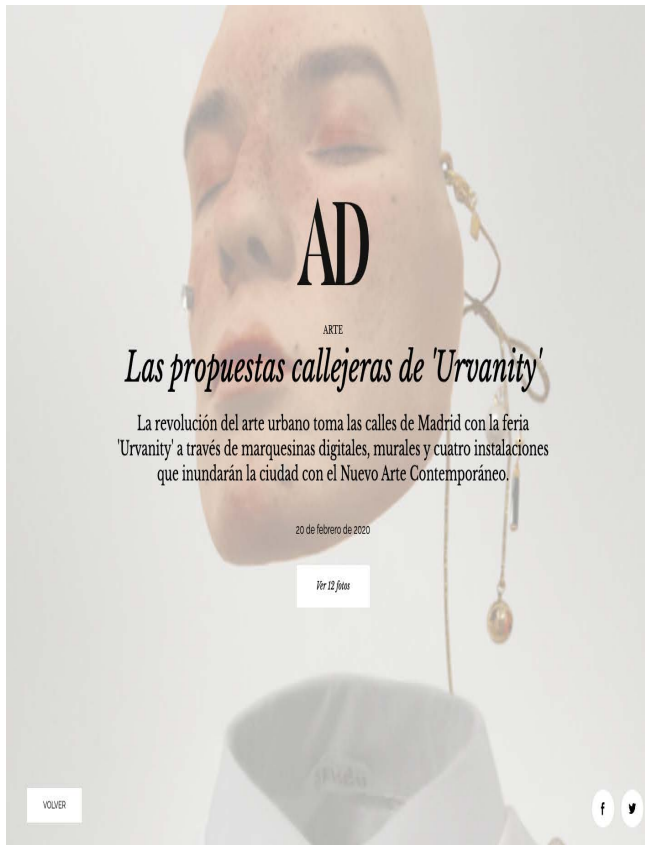 AD
ARTE
Las propuestas callejeras de 'Urvanity'
La revolución del arte urbano toma las calles de Madrid con la feria
'Urvanity' a través de marquesinas digitales, murales y cuatro instalaciones
que inundarán la ciudad con el Nuevo Arte Contemporáneo.
20 de febrero de 2020
Ver 12 fotos
VOLVER